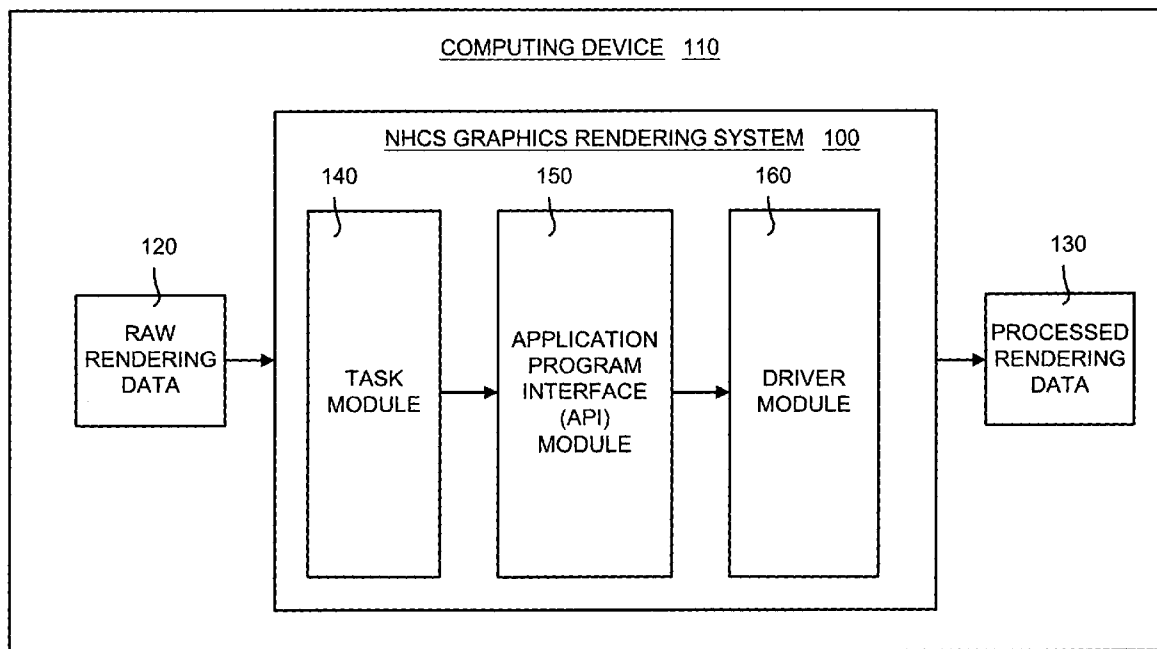 COMPUTING DEVICE 110
NHCS GRAPHICS RENDERING SYSTEM 100
140
150
160
120
130
RAW
RENDERING
DATA
TASK
MODULE
APPLICATION
PROGRAM
INTERFACE
(API)
MODULE
DRIVER
MODULE
PROCESSED
RENDERING
DATA